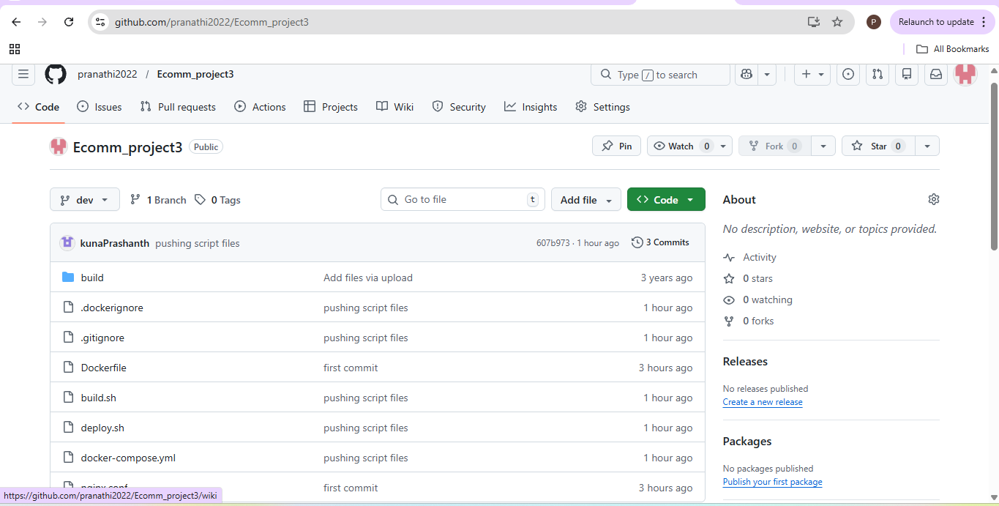 github.com/pranathi2022/Ecomm_project3
P
Relaunch to update
All Bookmarks
pranathi2022 / Ecomm_project3
Type / to search
Code
Issues
Pull requests
Actions
Projects
Wiki
Security
Insights
Settings
Ecomm_project3 Public
Pin
Watch 0
Fork 0
Star 0
dev
1 Branch
0 Tags
Go to file t
Add file
Code
kunaPrashanth pushing script files 607b973 · 1 hour ago 3 Commits
build Add files via upload 3 years ago
.dockerignore pushing script files 1 hour ago
.gitignore pushing script files 1 hour ago
Dockerfile first commit 3 hours ago
build.sh pushing script files 1 hour ago
deploy.sh pushing script files 1 hour ago
docker-compose.yml pushing script files 1 hour ago
nginx.conf first commit 3 hours ago
About
No description, website, or topics provided.
Activity
0 stars
0 watching
0 forks
Releases
No releases published
Create a new release
Packages
No packages published
Publish your first package
https://github.com/pranathi2022/Ecomm_project3/wiki